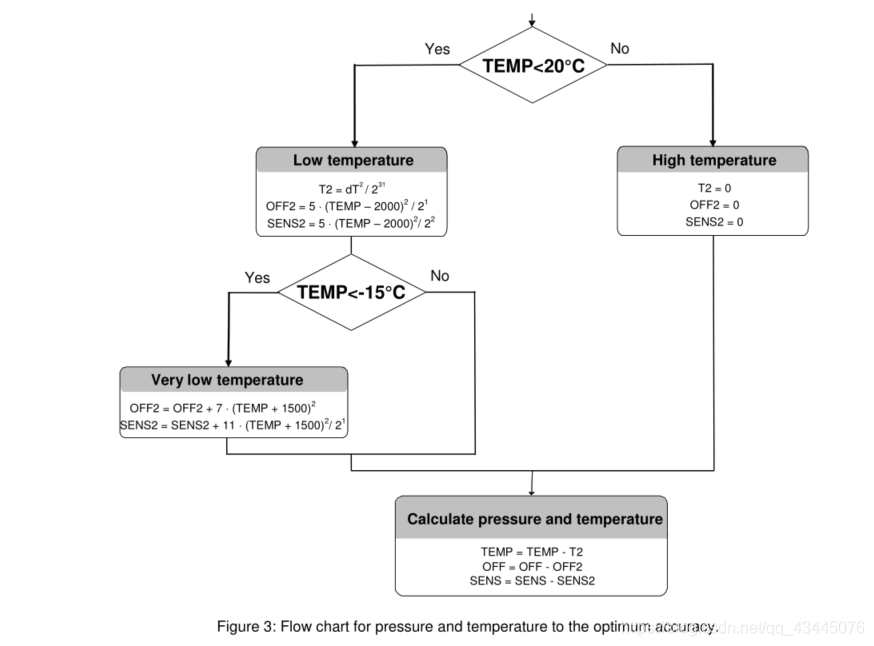 Yes
No
TEMP<20°C
Low temperature
T2 = dT² / 2³¹
OFF2 = 5 · (TEMP – 2000)² / 2¹
SENS2 = 5 · (TEMP – 2000)²/ 2²
High temperature
T2 = 0
OFF2 = 0
SENS2 = 0
Yes
No
TEMP<-15°C
Very low temperature
OFF2 = OFF2 + 7 · (TEMP + 1500)²
SENS2 = SENS2 + 11 · (TEMP + 1500)²/ 2¹
Calculate pressure and temperature
TEMP = TEMP - T2
OFF = OFF - OFF2
SENS = SENS - SENS2
Figure 3: Flow chart for pressure and temperature to the optimum accuracy.
dn.net/qq_43445076